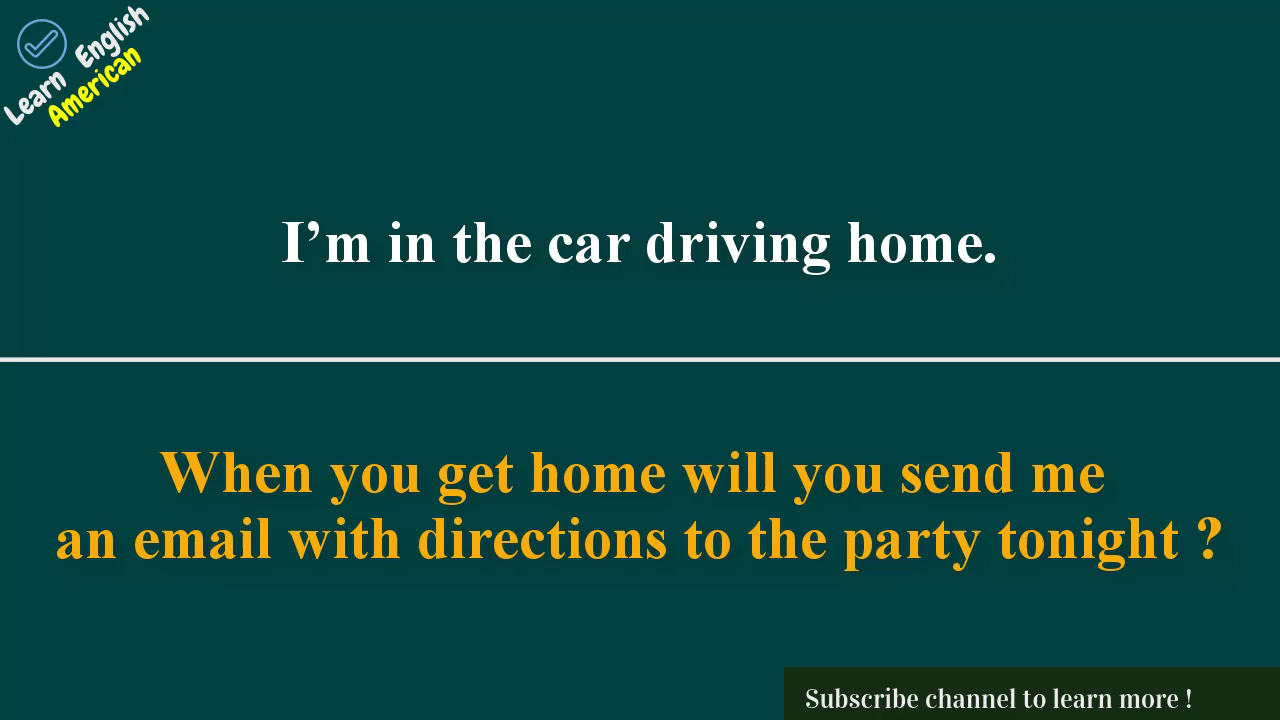 Learn English
American
I’m in the car driving home.
When you get home will you send me
an email with directions to the party tonight ?
Subscribe channel to learn more !